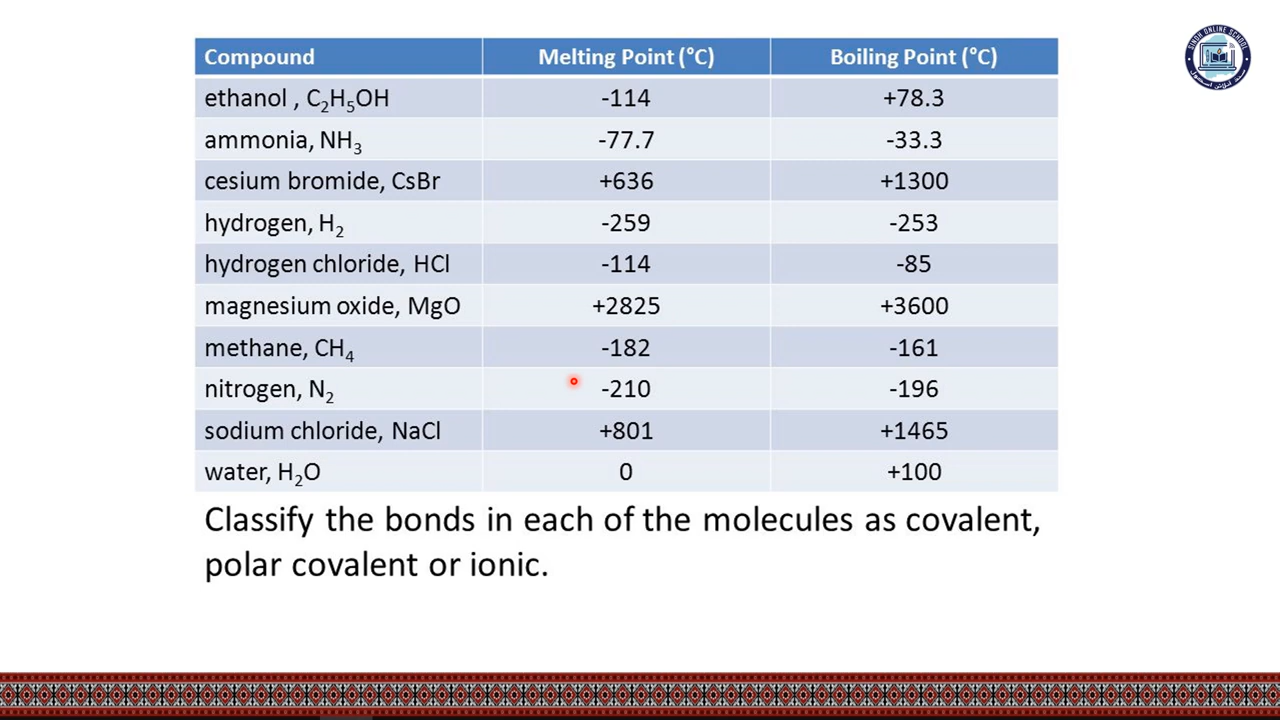 SINDH ONLINE SCHOOL
Compound Melting Point (°C) Boiling Point (°C)
ethanol , C₂H₅OH -114 +78.3
ammonia, NH₃ -77.7 -33.3
cesium bromide, CsBr +636 +1300
hydrogen, H₂ -259 -253
hydrogen chloride, HCl -114 -85
magnesium oxide, MgO +2825 +3600
methane, CH₄ -182 -161
nitrogen, N₂ -210 -196
sodium chloride, NaCl +801 +1465
water, H₂O 0 +100
Classify the bonds in each of the molecules as covalent,
polar covalent or ionic.